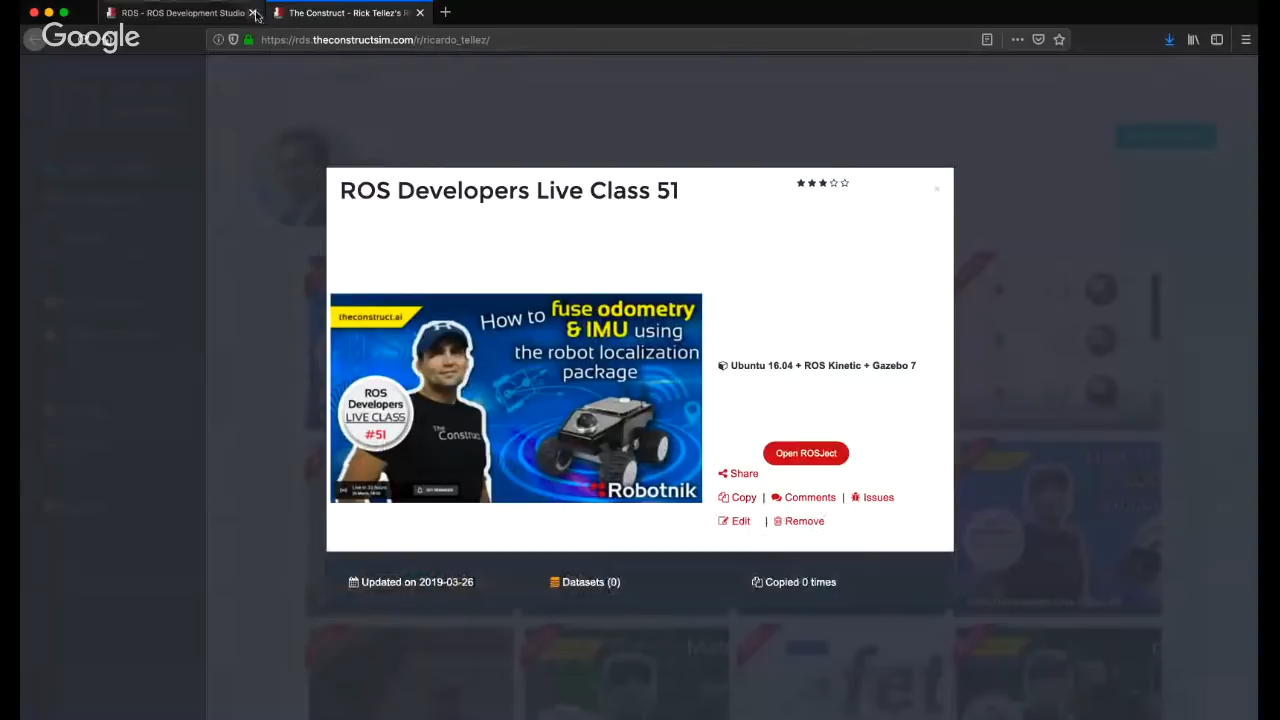 RDS - ROS Development Studio
The Construct - Rick Tellez's R
Google
https://rds.theconstructsim.com/r/ricardo_tellez/
ROS Developers Live Class 51
theconstruct.ai
How to fuse odometry
& IMU using
the robot localization
package
ROS
Developers
LIVE CLASS
#51
The
Construct
Robotnik
Ubuntu 16.04 + ROS Kinetic + Gazebo 7
Open ROSJect
Share
Copy | Comments | Issues
Edit | Remove
Updated on 2019-03-26
Datasets (0)
Copied 0 times